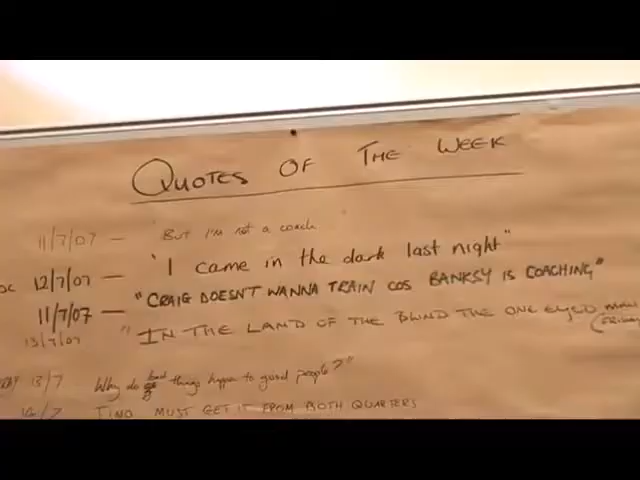 QUOTES OF THE WEEK
11/7/07 — BUT I'M NOT A COACH
DC 12/7/07 — "I came in the dark last night"
11/7/07 — "CRAIG DOESN'T WANNA TRAIN COS BANKSY IS COACHING"
13/7/07 "IN THE LAND OF THE BLIND THE ONE EYED MAN
13/7 Why do bad things happen to good people?"
TINO MUST GET IT FROM BOTH QUARTERS